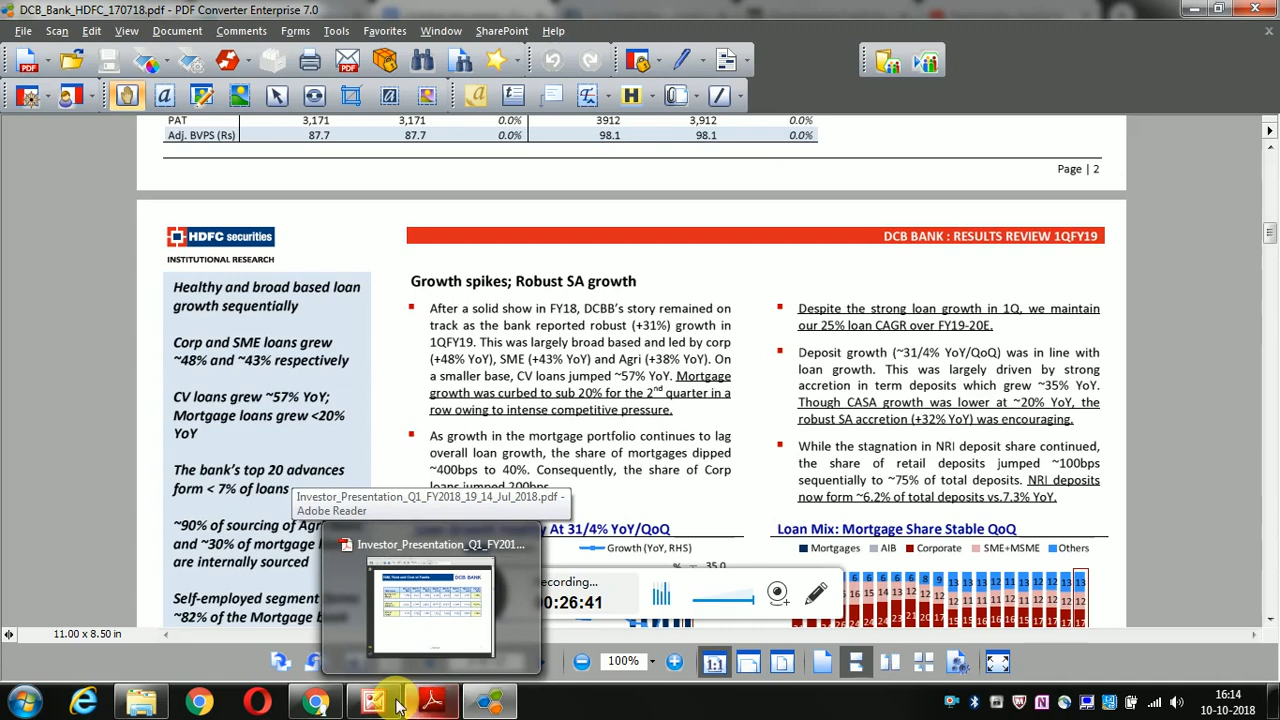 DCB_Bank_HDFC_170718.pdf - PDF Converter Enterprise 7.0
File Scan Edit View Document Comments Forms Tools Favorites Window SharePoint Help
PAT 3,171 3,171 0.0% 3912 3,912 0.0%
Adj. BVPS (Rs) 87.7 87.7 0.0% 98.1 98.1 0.0%
Page | 2
HDFC securities
INSTITUTIONAL RESEARCH
DCB BANK : RESULTS REVIEW 1QFY19
Healthy and broad based loan
growth sequentially
Corp and SME loans grew
~48% and ~43% respectively
CV loans grew ~57% YoY;
Mortgage loans grew <20%
YoY
The bank's top 20 advances
form < 7% of loans
~90% of sourcing of Agri
and ~30% of mortgage
are internally sourced
Self-employed segment
~82% of the Mortgage
Growth spikes; Robust SA growth
After a solid show in FY18, DCBB's story remained on
track as the bank reported robust (+31%) growth in
1QFY19. This was largely broad based and led by corp
(+48% YoY), SME (+43% YoY) and Agri (+38% YoY). On
a smaller base, CV loans jumped ~57% YoY. Mortgage
growth was curbed to sub 20% for the 2nd quarter in a
row owing to intense competitive pressure.
As growth in the mortgage portfolio continues to lag
overall loan growth, the share of mortgages dipped
~400bps to 40%. Consequently, the share of Corp
loans jumped 200bps.
At 31/4% YoY/QoQ
Growth (YoY, RHS)
% 35.0
Despite the strong loan growth in 1Q, we maintain
our 25% loan CAGR over FY19-20E.
Deposit growth (~31/4% YoY/QoQ) was in line with
loan growth. This was largely driven by strong
accretion in term deposits which grew ~35% YoY.
Though CASA growth was lower at ~20% YoY, the
robust SA accretion (+32% YoY) was encouraging.
While the stagnation in NRI deposit share continued,
the share of retail deposits jumped ~100bps
sequentially to ~75% of total deposits. NRI deposits
now form ~6.2% of total deposits vs.7.3% YoY.
Loan Mix: Mortgage Share Stable QoQ
Mortgages AIB Corporate SME+MSME Others
Investor_Presentation_Q1_FY2018_19_14_Jul_2018.pdf -
Adobe Reader
Investor_Presentation_Q1_FY201...
DCB BANK
ecording...
0:26:41
11.00 x 8.50 in
100%
16:14
10-10-2018